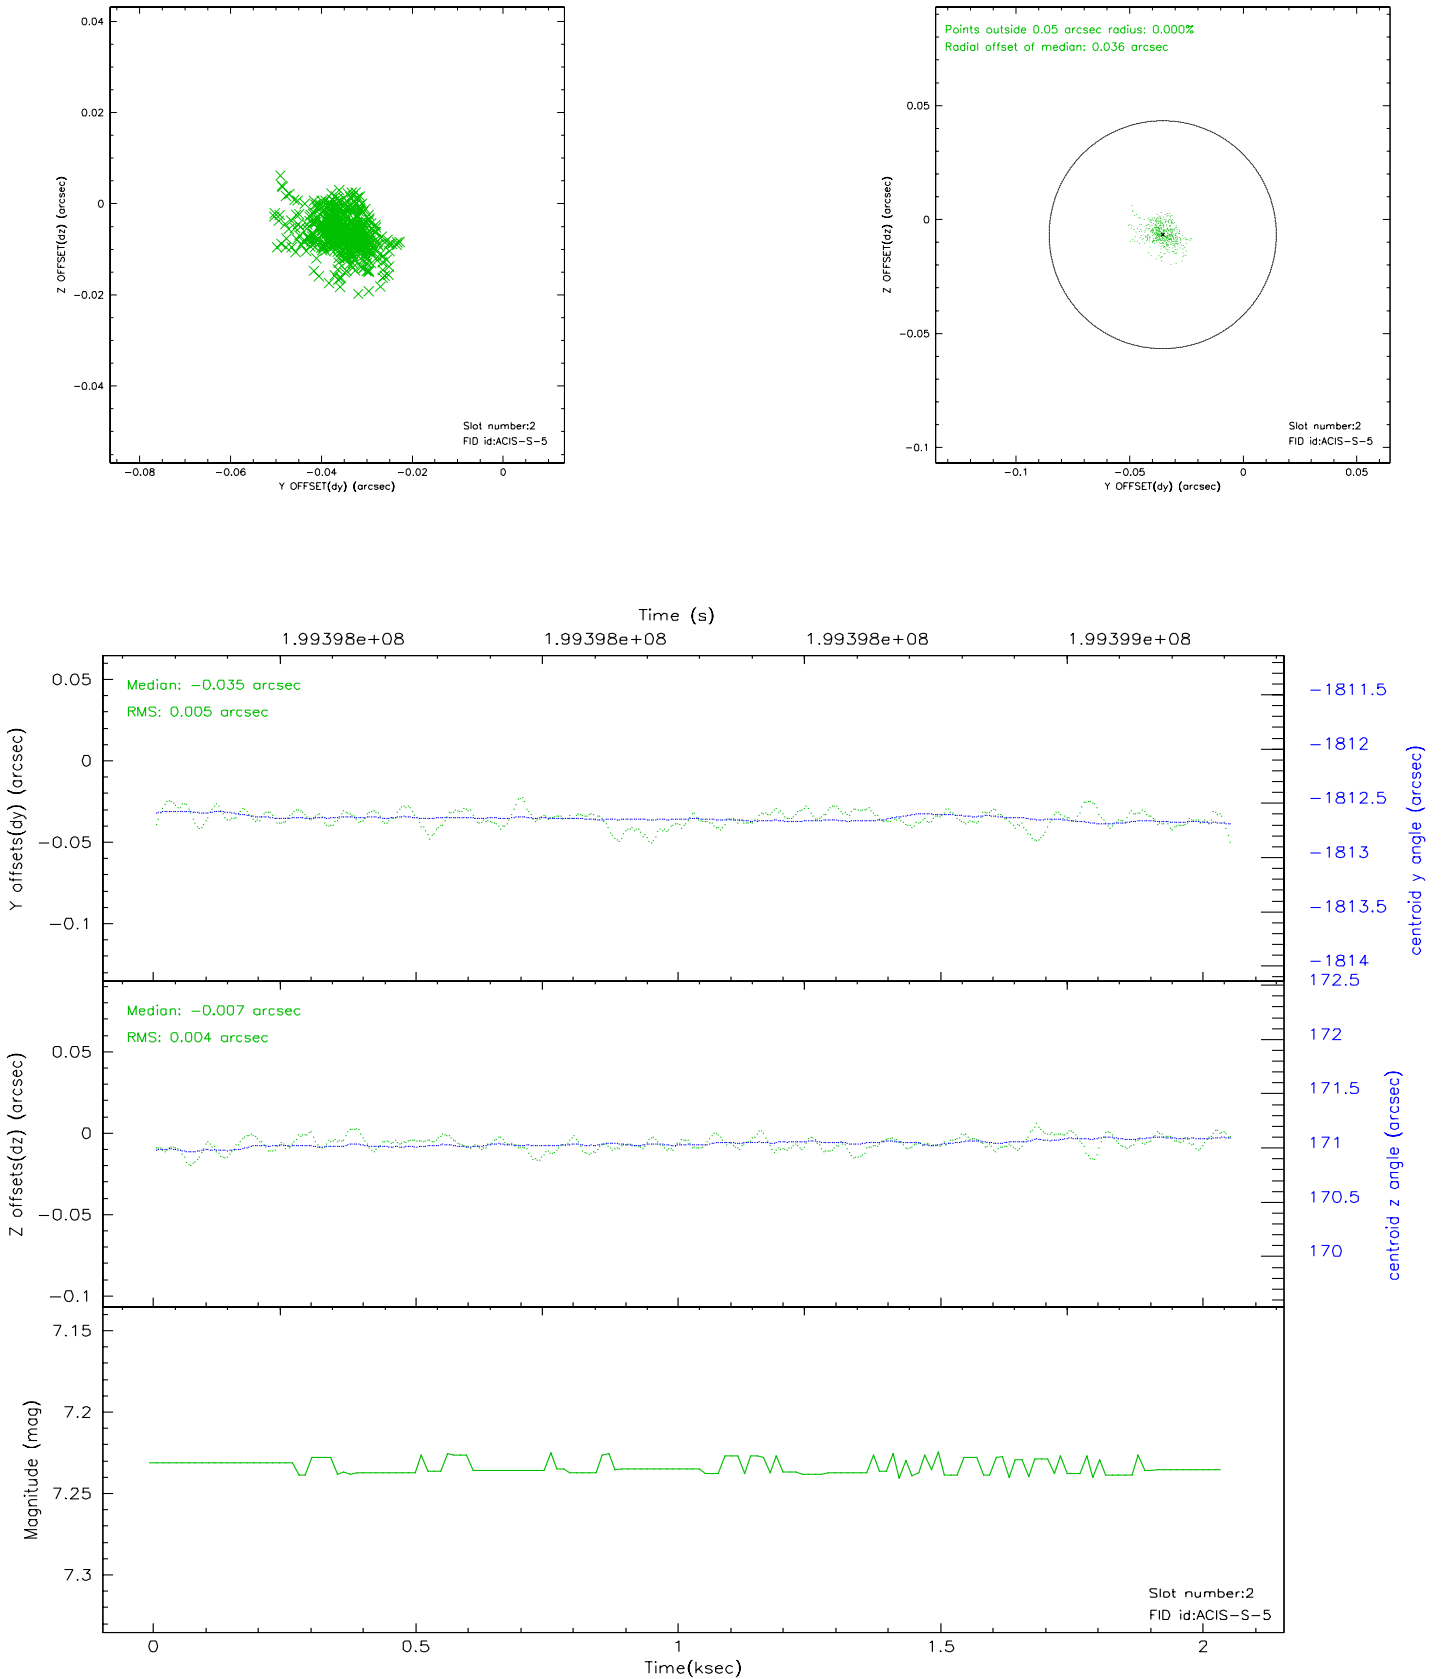 0.04
0.02
0
−0.02
−0.04
Z OFFSET(dz) (arcsec)
Slot number:2
FID id:ACIS−S−5
−0.08 −0.06 −0.04 −0.02 0
Y OFFSET(dy) (arcsec)
Points outside 0.05 arcsec radius: 0.000%
Radial offset of median: 0.036 arcsec
0.05
0
−0.05
−0.1
Z OFFSET(dz) (arcsec)
Slot number:2
FID id:ACIS−S−5
−0.1 −0.05 0 0.05
Y OFFSET(dy) (arcsec)
Time (s)
1.99398e+08 1.99398e+08 1.99398e+08 1.99399e+08
Median: −0.035 arcsec
RMS: 0.005 arcsec
0.05
0
−0.05
−0.1
Y offsets(dy) (arcsec)
−1811.5
−1812
−1812.5
−1813
−1813.5
−1814
centroid y angle (arcsec)
Median: −0.007 arcsec
RMS: 0.004 arcsec
0.05
0
−0.05
−0.1
Z offsets(dz) (arcsec)
172.5
172
171.5
171
170.5
170
centroid z angle (arcsec)
7.15
7.2
7.25
7.3
Magnitude (mag)
Slot number:2
FID id:ACIS−S−5
0 0.5 1 1.5 2
Time(ksec)